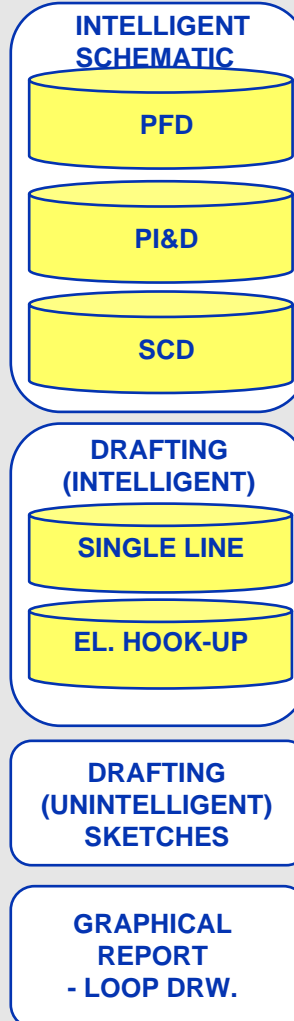 INTELLIGENT
SCHEMATIC
PFD
PI&D
SCD
DRAFTING
(INTELLIGENT)
SINGLE LINE
EL. HOOK-UP
DRAFTING
(UNINTELLIGENT)
SKETCHES
GRAPHICAL
REPORT
- LOOP DRW.